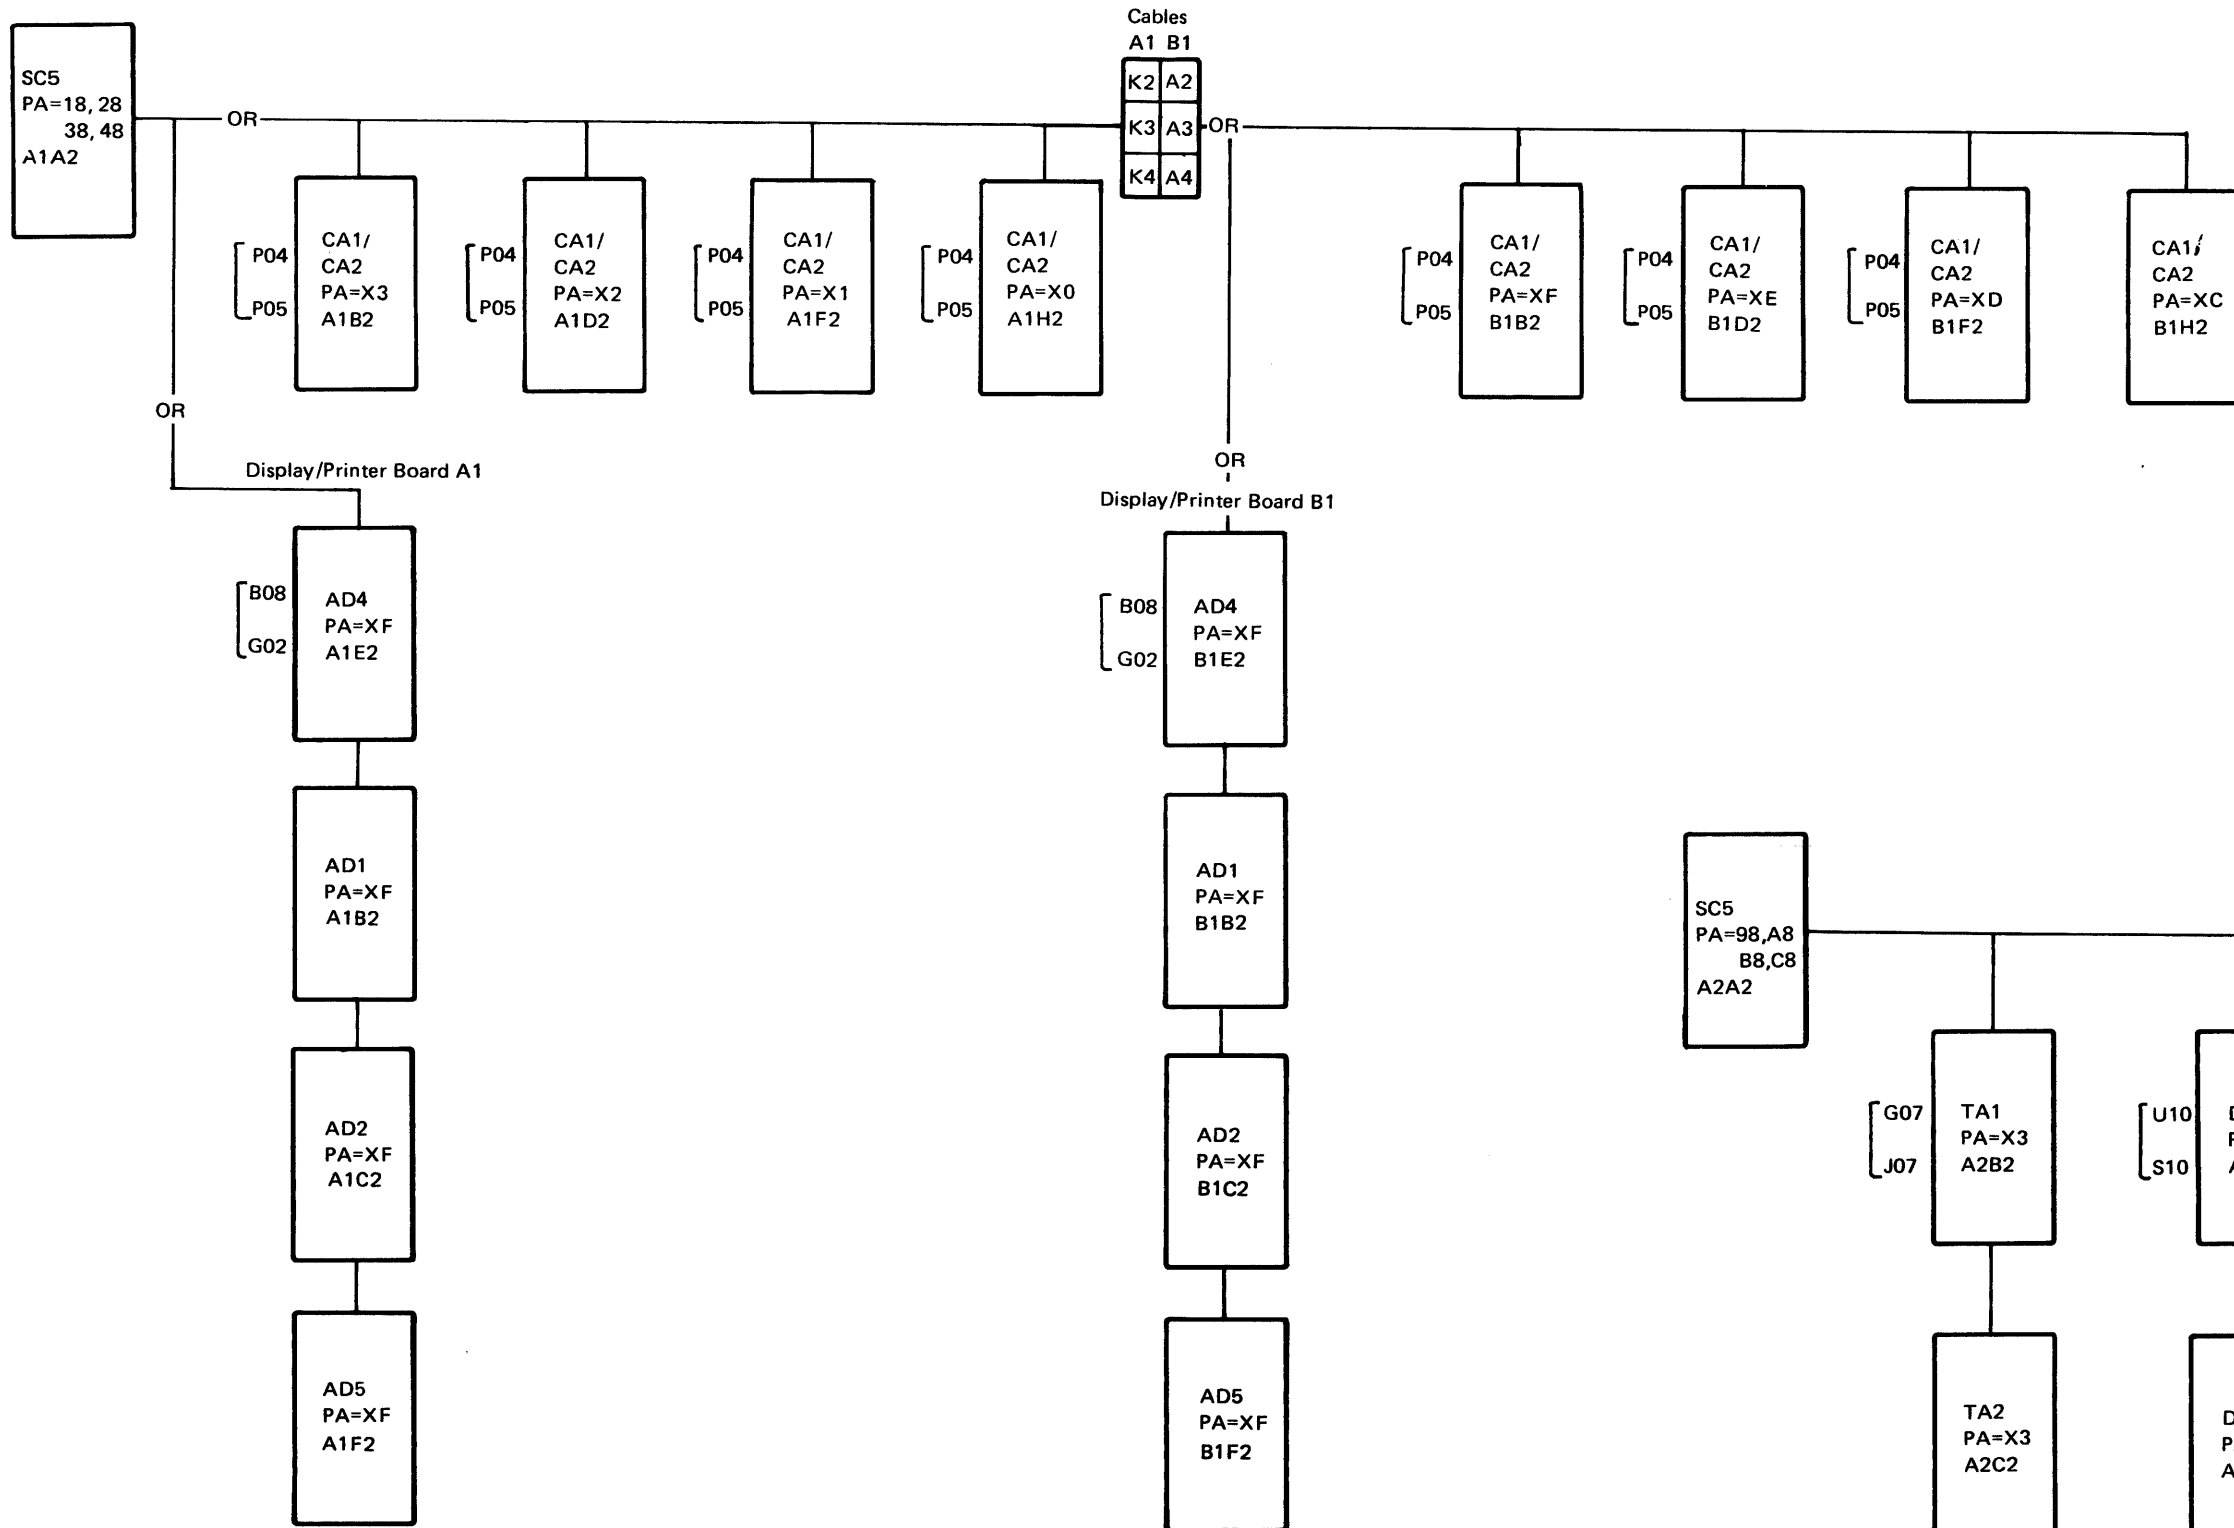 Cables
A1 B1
K2 A2
K3 A3
K4 A4
SC5
PA=18, 28
38, 48
A1A2
OR
OR
P04
P05
CA1/
CA2
PA=X3
A1B2
P04
P05
CA1/
CA2
PA=X2
A1D2
P04
P05
CA1/
CA2
PA=X1
A1F2
P04
P05
CA1/
CA2
PA=X0
A1H2
P04
P05
CA1/
CA2
PA=XF
B1B2
P04
P05
CA1/
CA2
PA=XE
B1D2
P04
P05
CA1/
CA2
PA=XD
B1F2
CA1/
CA2
PA=XC
B1H2
OR
Display/Printer Board A1
B08
G02
AD4
PA=XF
A1E2
AD1
PA=XF
A1B2
AD2
PA=XF
A1C2
AD5
PA=XF
A1F2
OR
Display/Printer Board B1
B08
G02
AD4
PA=XF
B1E2
AD1
PA=XF
B1B2
AD2
PA=XF
B1C2
AD5
PA=XF
B1F2
SC5
PA=98,A8
B8,C8
A2A2
G07
J07
TA1
PA=X3
A2B2
U10
S10
TA2
PA=X3
A2C2